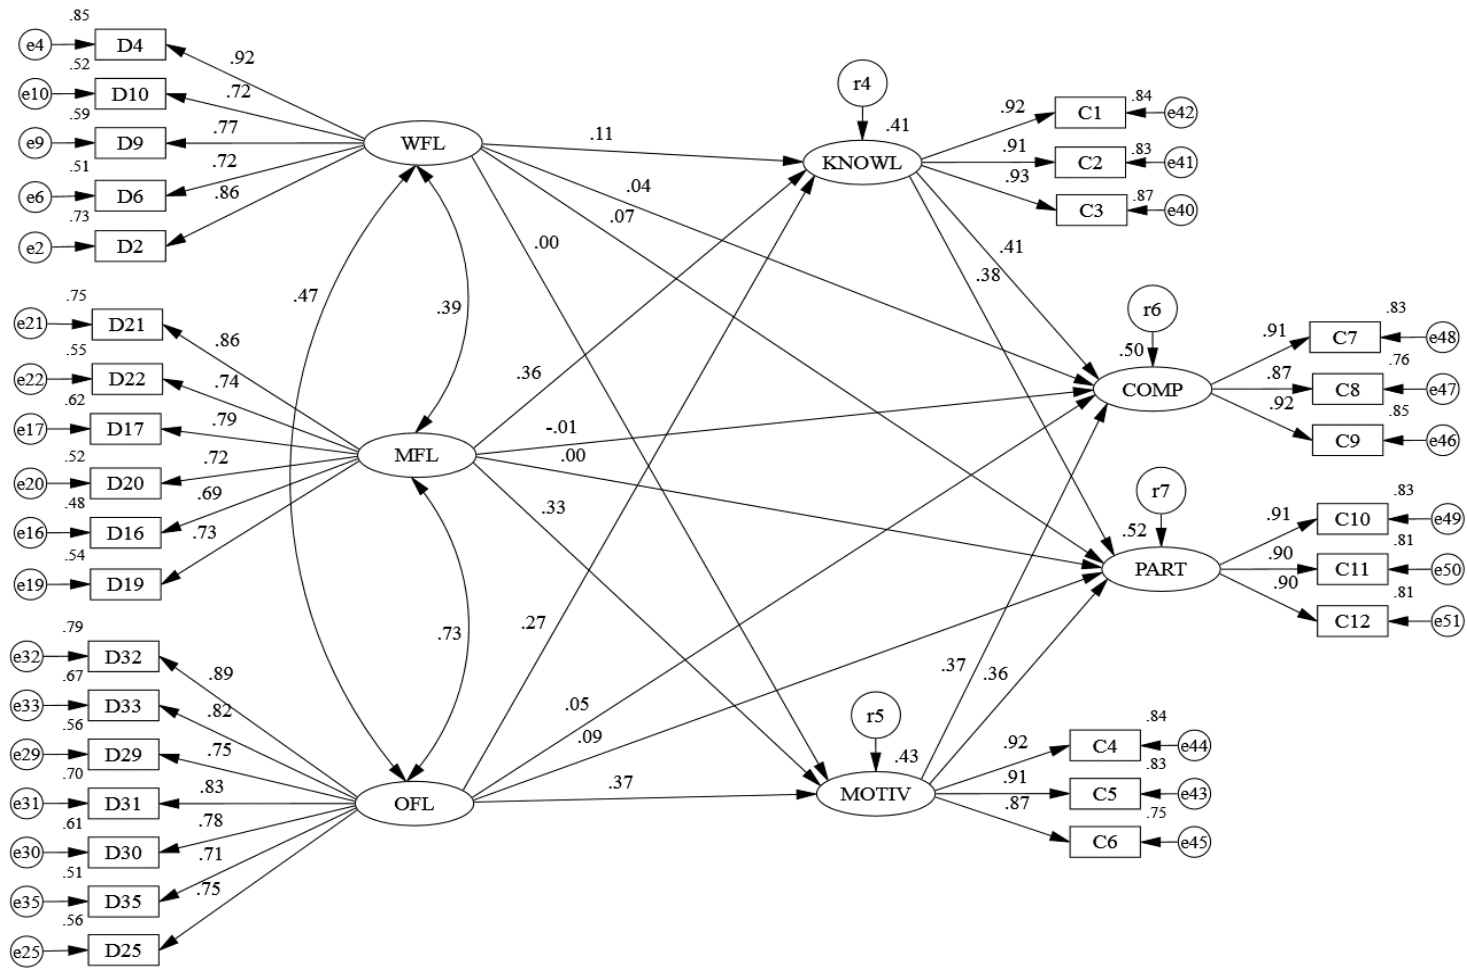 .85
e4 D4 .92
.52
e10 D10 .72
.59
e9 D9 .77
.51
e6 D6 .72
.73
e2 D2 .86
WFL
.75
e21 D21 .86
.55
e22 D22 .74
.62
e17 D17 .79
.52
e20 D20 .72
.48
e16 D16 .69
.54
e19 D19 .73
MFL
.79
e32 D32 .89
.67
e33 D33 .82
.56
e29 D29 .75
.70
e31 D31 .83
.61
e30 D30 .78
.51
e35 D35 .71
.56
e25 D25 .75
OFL
.47
.39
.73
.11
.04
.07
.00
.36
-.01
.00
.33
.27
.05
.09
.37
r4
.41
KNOWL
.92 C1 .84 e42
.91 C2 .83 e41
.93 C3 .87 e40
.41
.38
r6
.50
COMP
.91 C7 .83 e48
.87 C8 .76 e47
.92 C9 .85 e46
r7
.52
PART
.91 C10 .83 e49
.90 C11 .81 e50
.90 C12 .81 e51
.37
.36
r5
.43
MOTIV
.92 C4 .84 e44
.91 C5 .83 e43
.87 C6 .75 e45